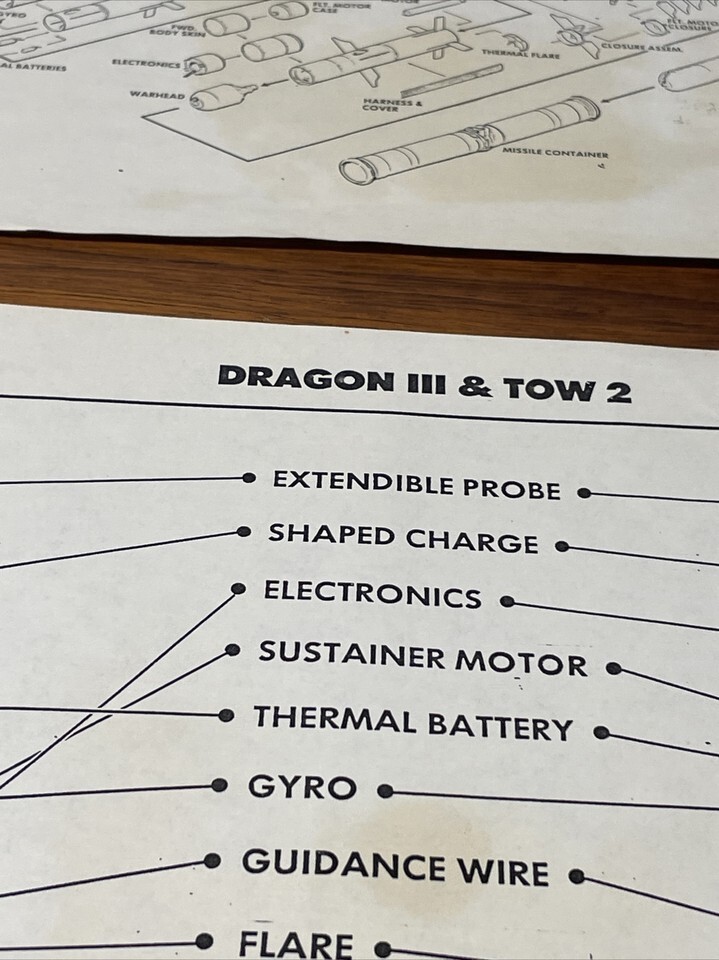 GYRO
FLT. MOTOR
CASE
FWD.
BODY SKIN
FLT. MOTOR
CLOSURE
CLOSURE ASSEM.
THERMAL FLARE
ELECTRONICS
AL BATTERIES
WARHEAD
HARNESS &
COVER
MISSILE CONTAINER
DRAGON III & TOW 2
EXTENDIBLE PROBE
SHAPED CHARGE
ELECTRONICS
SUSTAINER MOTOR
THERMAL BATTERY
GYRO
GUIDANCE WIRE
FLARE